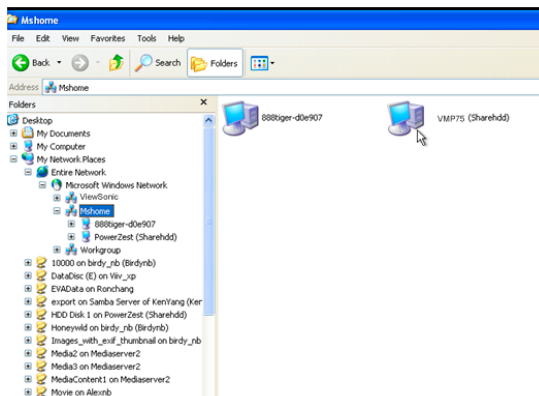 Mshome
File Edit View Favorites Tools Help
Back Search Folders
Address Mshome
Folders x
Desktop
My Documents
My Computer
My Network Places
Entire Network
Microsoft Windows Network
ViewSonic
Mshome
888tiger-d0e907
PowerZest (Sharehdd)
Workgroup
10000 on birdy_nb (Birdynb)
DataDisc (E) on Viiv_xp
EVAData on Ronchang
export on Samba Server of KenYang (Ken
HDD Disk 1 on PowerZest (Sharehdd)
Honeywld on birdy_nb (Birdynb)
Images_with_exif_thumbnail on birdy_nb
Media2 on Mediaserver2
Media3 on Mediaserver2
MediaContent1 on Mediaserver2
Movie on Alexnb
888tiger-d0e907
VMP75 (Sharehdd)